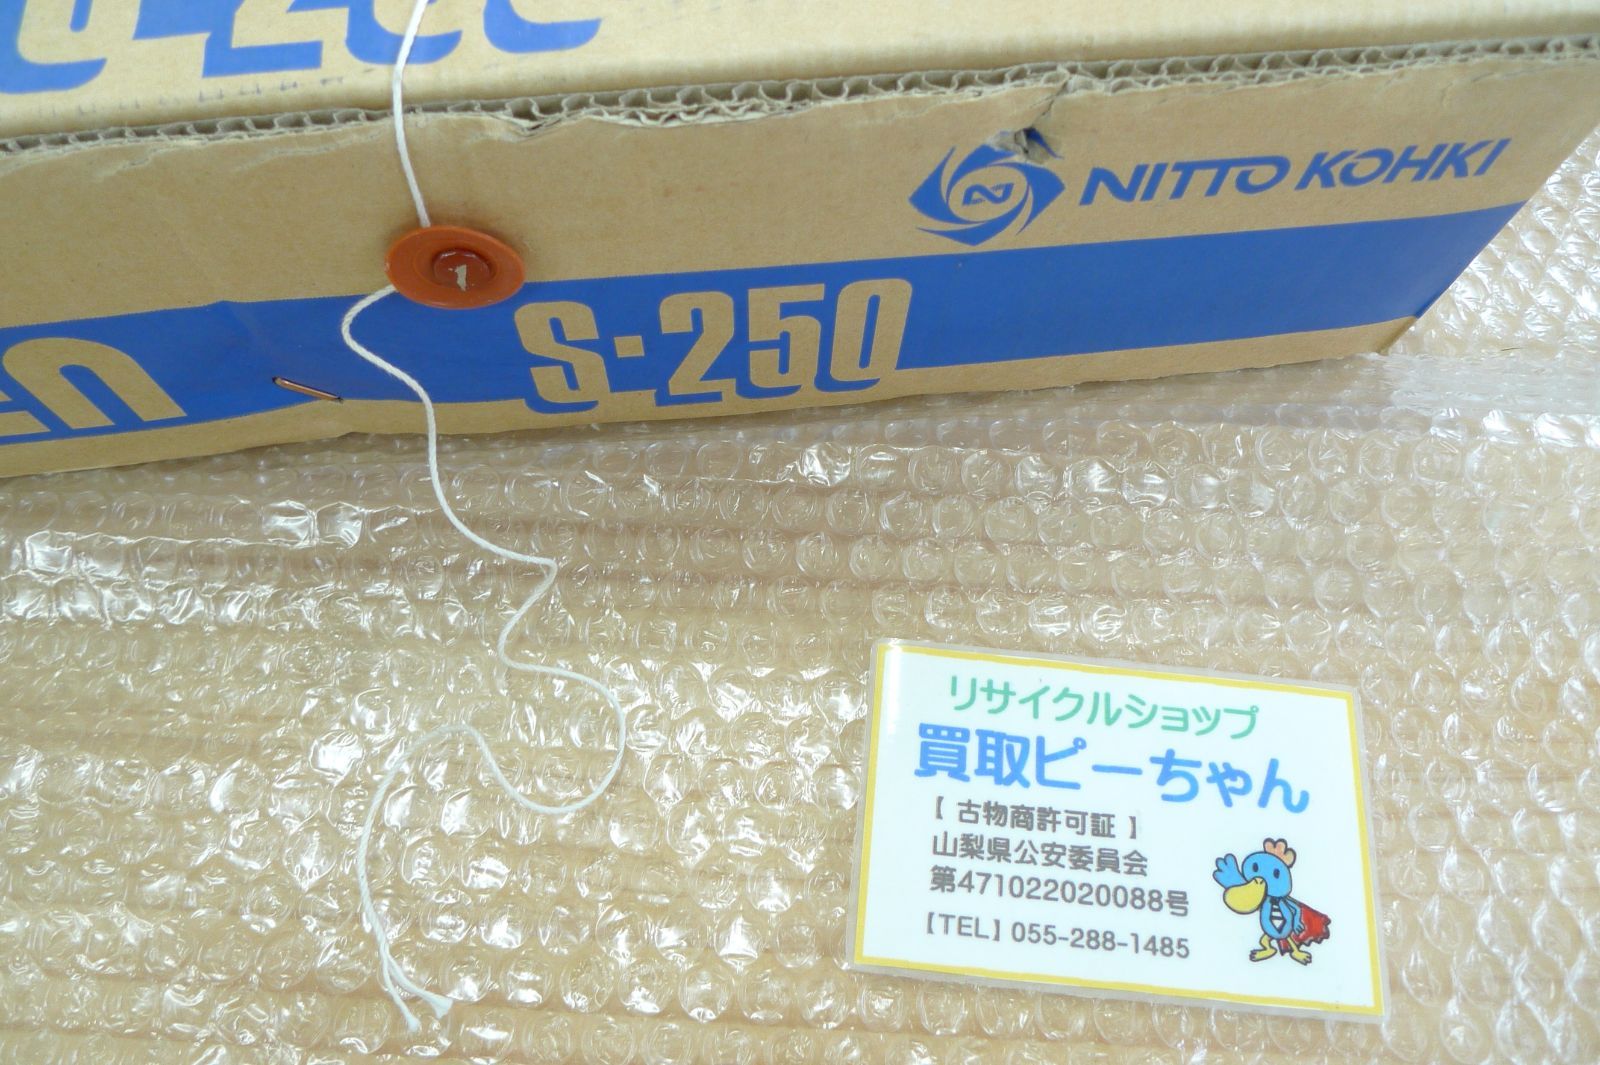 NITTO KOHKI
S-250
リサイクルショップ
買取ピーちゃん
【 古物商許可証 】
山梨県公安委員会
第471022020088号
【TEL】 055-288-1485